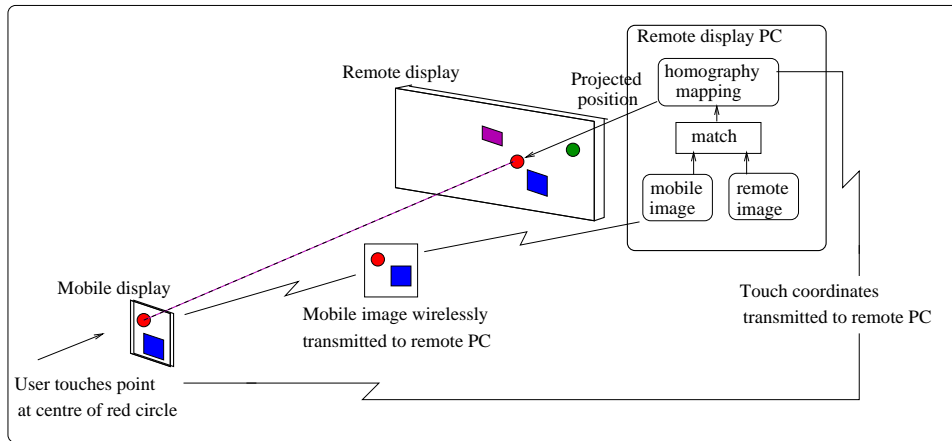 Remote display PC
homography
mapping
match
mobile
image
remote
image
Remote display
Projected
position
Mobile display
Mobile image wirelessly
transmitted to remote PC
Touch coordinates
transmitted to remote PC
User touches point
at centre of red circle